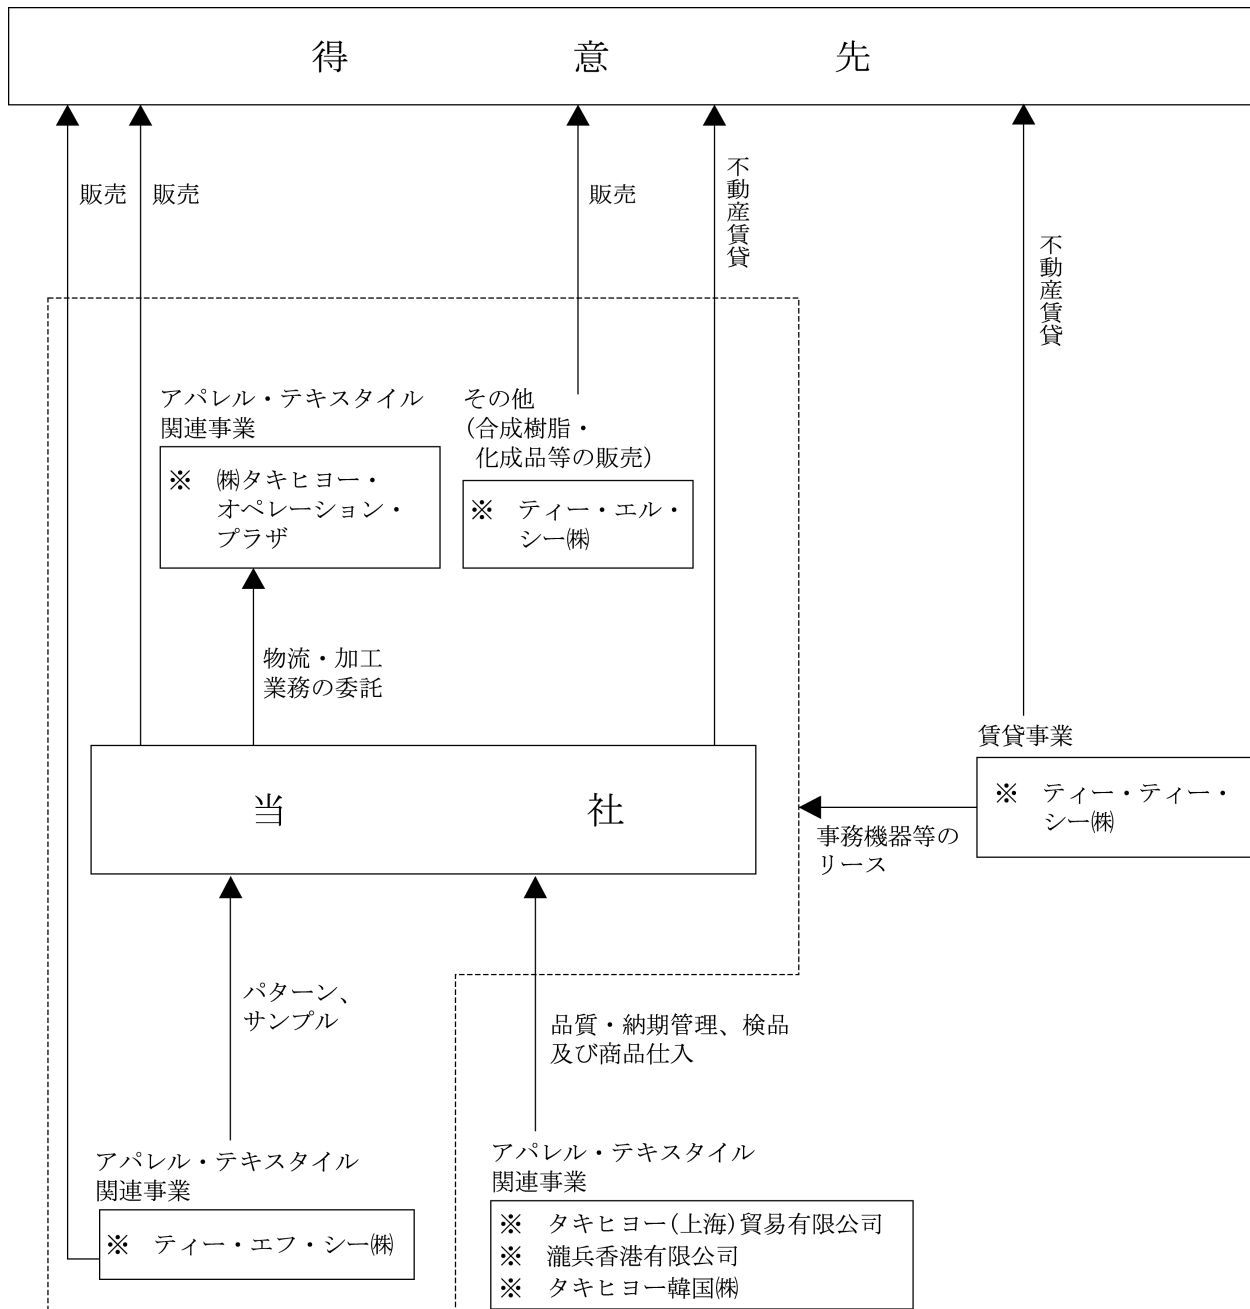 得意先
販売
販売
販売
不動産賃貸
不動産賃貸
アパレル・テキスタイル
関連事業
※ ㈱タキヒヨー・
オペレーション・
プラザ
その他
(合成樹脂・
化成品等の販売)
※ ティー・エル・
シー㈱
物流・加工
業務の委託
当社
賃貸事業
※ ティー・ティー・
シー㈱
事務機器等の
リース
パターン、
サンプル
品質・納期管理、検品
及び商品仕入
アパレル・テキスタイル
関連事業
※ ティー・エフ・シー㈱
アパレル・テキスタイル
関連事業
※ タキヒヨー(上海)貿易有限公司
※ 瀧兵香港有限公司
※ タキヒヨー韓国㈱